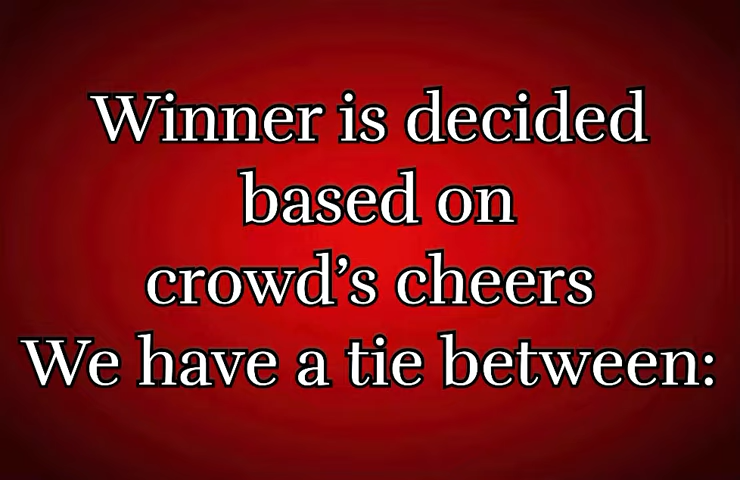 Winner is decided
based on
crowd’s cheers
We have a tie between: